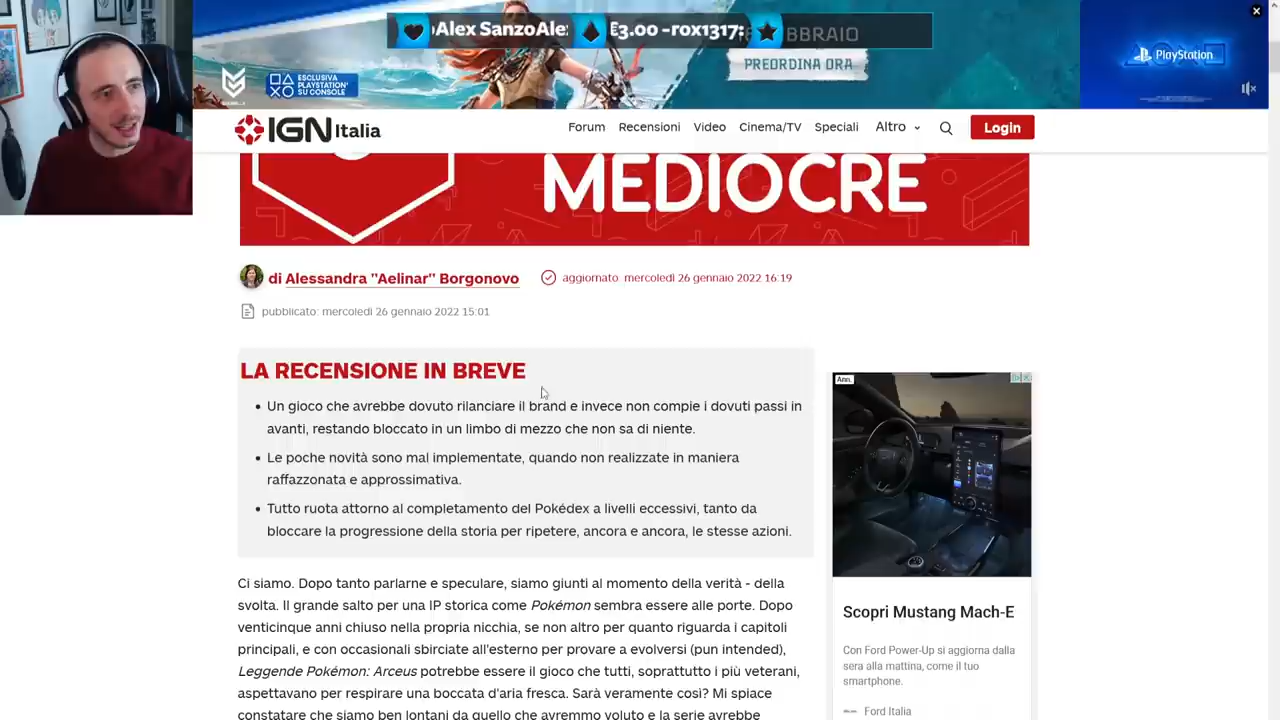 Alex SanzoAle
£3.00 -rox1317:
BBRAIO
PREORDINA ORA
ESCLUSIVA
PLAYSTATION
SU CONSOLE
PlayStation
IGN Italia
Forum
Recensioni
Video
Cinema/TV
Speciali
Altro
Login
MEDIOCRE
di Alessandra "Aelinar" Borgonovo
aggiornato mercoledì 26 gennaio 2022 16:19
pubblicato: mercoledì 26 gennaio 2022 15:01
LA RECENSIONE IN BREVE
• Un gioco che avrebbe dovuto rilanciare il brand e invece non compie i dovuti passi in
avanti, restando bloccato in un limbo di mezzo che non sa di niente.
• Le poche novità sono mal implementate, quando non realizzate in maniera
raffazzonata e approssimativa.
• Tutto ruota attorno al completamento del Pokédex a livelli eccessivi, tanto da
bloccare la progressione della storia per ripetere, ancora e ancora, le stesse azioni.
Ci siamo. Dopo tanto parlarne e speculare, siamo giunti al momento della verità - della
svolta. Il grande salto per una IP storica come Pokémon sembra essere alle porte. Dopo
venticinque anni chiuso nella propria nicchia, se non altro per quanto riguarda i capitoli
principali, e con occasionali sbirciate all'esterno per provare a evolversi (pun intended),
Leggende Pokémon: Arceus potrebbe essere il gioco che tutti, soprattutto i più veterani,
aspettavano per respirare una boccata d'aria fresca. Sarà veramente così? Mi spiace
constatare che siamo ben lontani da quello che avremmo voluto e la serie avrebbe
Ann.
Scopri Mustang Mach-E
Con Ford Power-Up si aggiorna dalla
sera alla mattina, come il tuo
smartphone.
Ford Italia